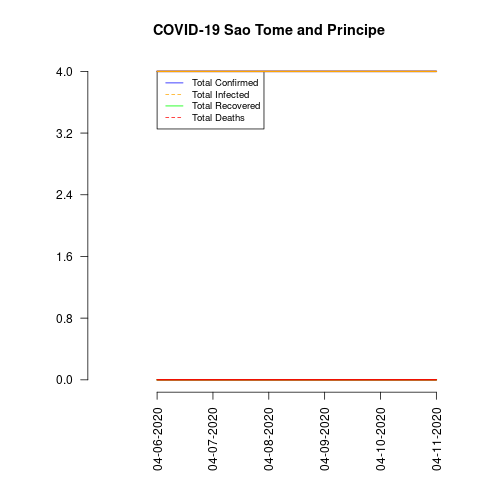 COVID-19 Sao Tome and Principe
4.0
3.2
2.4
1.6
0.8
0.0
Total Confirmed
Total Infected
Total Recovered
Total Deaths
04-06-2020
04-07-2020
04-08-2020
04-09-2020
04-10-2020
04-11-2020